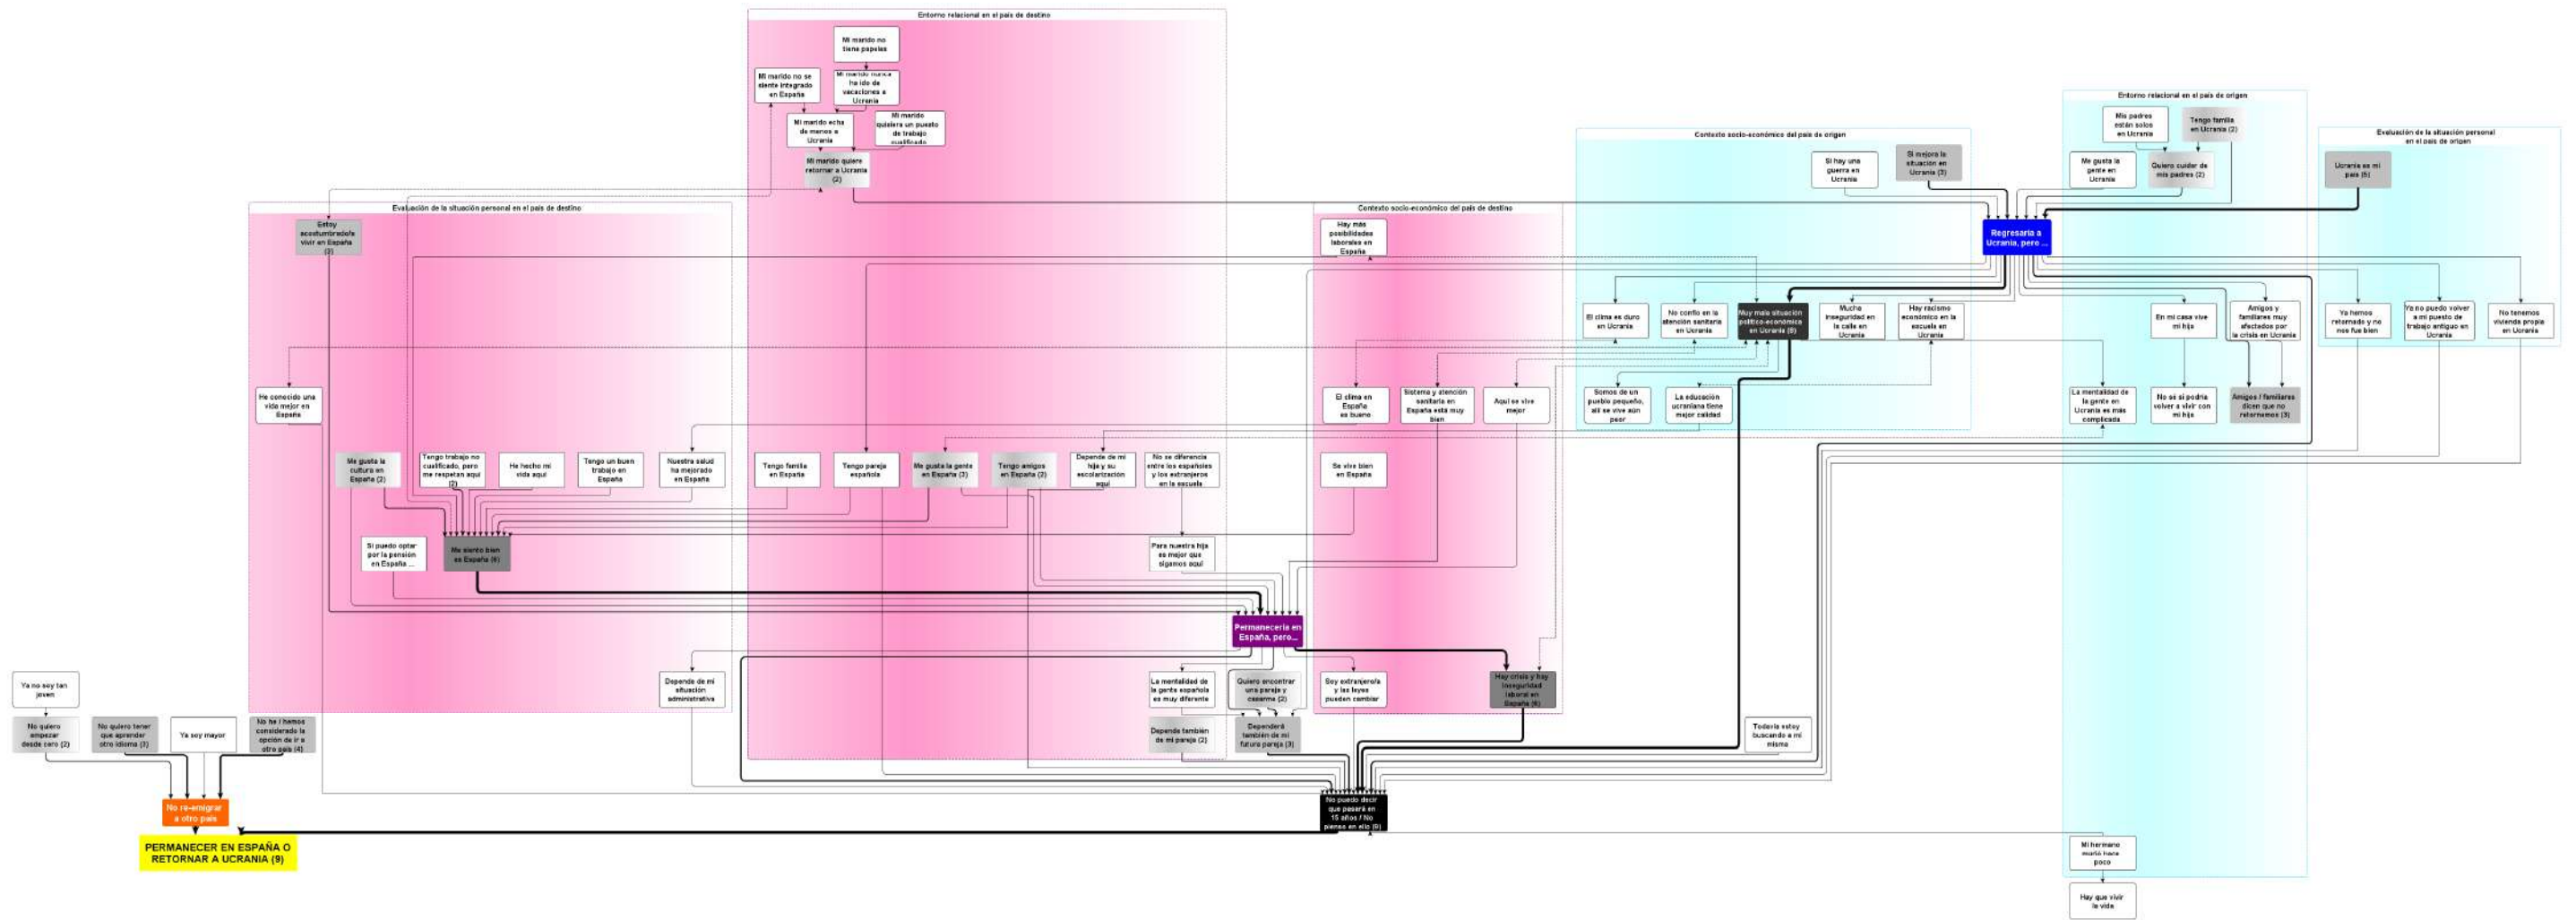 Entorno relacional en el país de destino
Mi marido no
tiene papeles
Mi marido no se
siente integrado
en España
Mi marido nunca
ha ido de
vacaciones a
Ucrania
Mi marido echa
de menos a
Ucrania
Mi marido
quisiera un puesto
de trabajo
cualificado
Mi marido quiere
retornar a Ucrania
(2)
Entorno relacional en el país de origen
Mis padres
están solos
en Ucrania
Tengo familia
en Ucrania (2)
Me gusta la
gente en
Ucrania
Quiero cuidar de
mis padres (2)
Evaluación de la situación personal
en el país de origen
Ucrania es mi
país (5)
Contexto socio-económico del país de origen
Si hay una
guerra en
Ucrania
Si mejora la
situación en
Ucrania (3)
Evaluación de la situación personal en el país de destino
Estoy
acostumbrado/a
vivir en España
(3)
Contexto socio-económico del país de destino
Hay más
posibilidades
laborales en
España
Regresaría a
Ucrania, pero ...
El clima es duro
en Ucrania
No confío en la
atención sanitaria
en Ucrania
Muy mala situación
político-económica
en Ucrania (8)
Mucha
inseguridad en
la calle en
Ucrania
Hay racismo
económico en la
escuela en
Ucrania
En mi casa vive
mi hija
Amigos y
familiares muy
afectados por
la crisis en Ucrania
Ya hemos
retornado y no
nos fue bien
Ya no puedo volver
a mi puesto de
trabajo antiguo en
Ucrania
No tenemos
vivienda propia
en Ucrania
He conocido una
vida mejor en
España
El clima en
España
es bueno
Sistema y atención
sanitaria en
España está muy
bien
Aquí se vive
mejor
Somos de un
pueblo pequeño,
allí se vive aún
peor
La educación
ucraniana tiene
mejor calidad
La mentalidad de
la gente en
Ucrania es más
complicada
No sé si podría
volver a vivir con
mi hija
Amigos / familiares
dicen que no
retornemos (3)
Me gusta la
cultura en
España (2)
Tengo trabajo no
cualificado, pero
me respetan aquí
(2)
He hecho mi
vida aquí
Tengo un buen
trabajo en
España
Nuestra salud
ha mejorado
en España
Tengo familia
en España
Tengo pareja
española
Me gusta la gente
en España (3)
Tengo amigos
en España (2)
Depende de mi
hija y su
escolarización
aquí
No se diferencia
entre los españoles
y los extranjeros
en la escuela
Se vive bien
en España
Si puedo optar
por la pensión
en España ...
Me siento bien
es España (6)
Para nuestra hija
es mejor que
sigamos aquí
Permanecería en
España, pero...
Depende de mi
situación
administrativa
La mentalidad de
la gente española
es muy diferente
Quiero encontrar
una pareja y
casarme (2)
Soy extranjero/a
y las leyes
pueden cambiar
Hay crisis y hay
inseguridad
laboral en
España (6)
Depende también
de mi pareja (2)
Dependerá
también de mi
futura pareja (3)
Todavía estoy
buscando a mí
misma
Ya no soy tan
joven
No quiero
empezar
desde cero (2)
No quiero tener
que aprender
otro idioma (3)
Ya soy mayor
No he / hemos
considerado la
opción de ir a
otro país (4)
No re-emigrar
a otro país
No puedo decir
que pasará en
15 años / No
pienso en ello (9)
PERMANECER EN ESPAÑA O
RETORNAR A UCRANIA (9)
Mi hermano
murió hace
poco
Hay que vivir
la vida